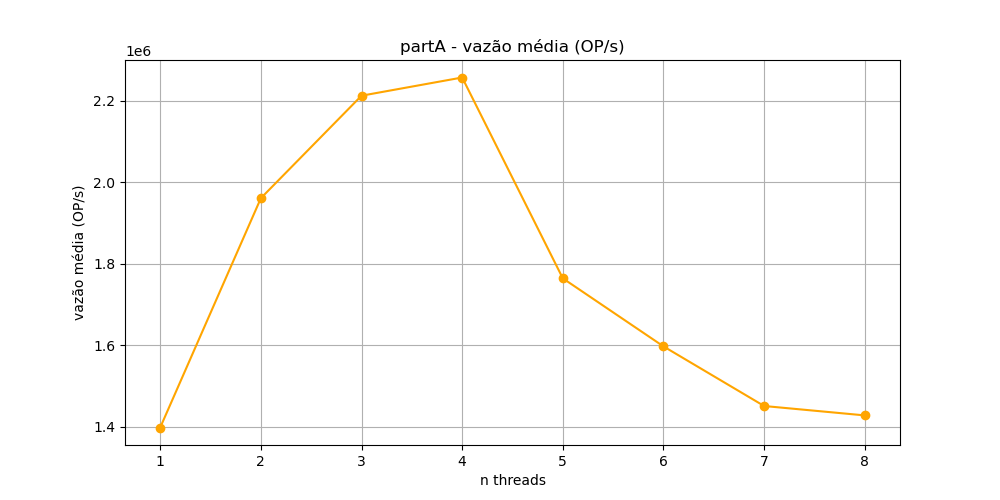 partA - vazão média (OP/s)
1e6
vazão média (OP/s)
2.2
2.0
1.8
1.6
1.4
1 2 3 4 5 6 7 8
n threads